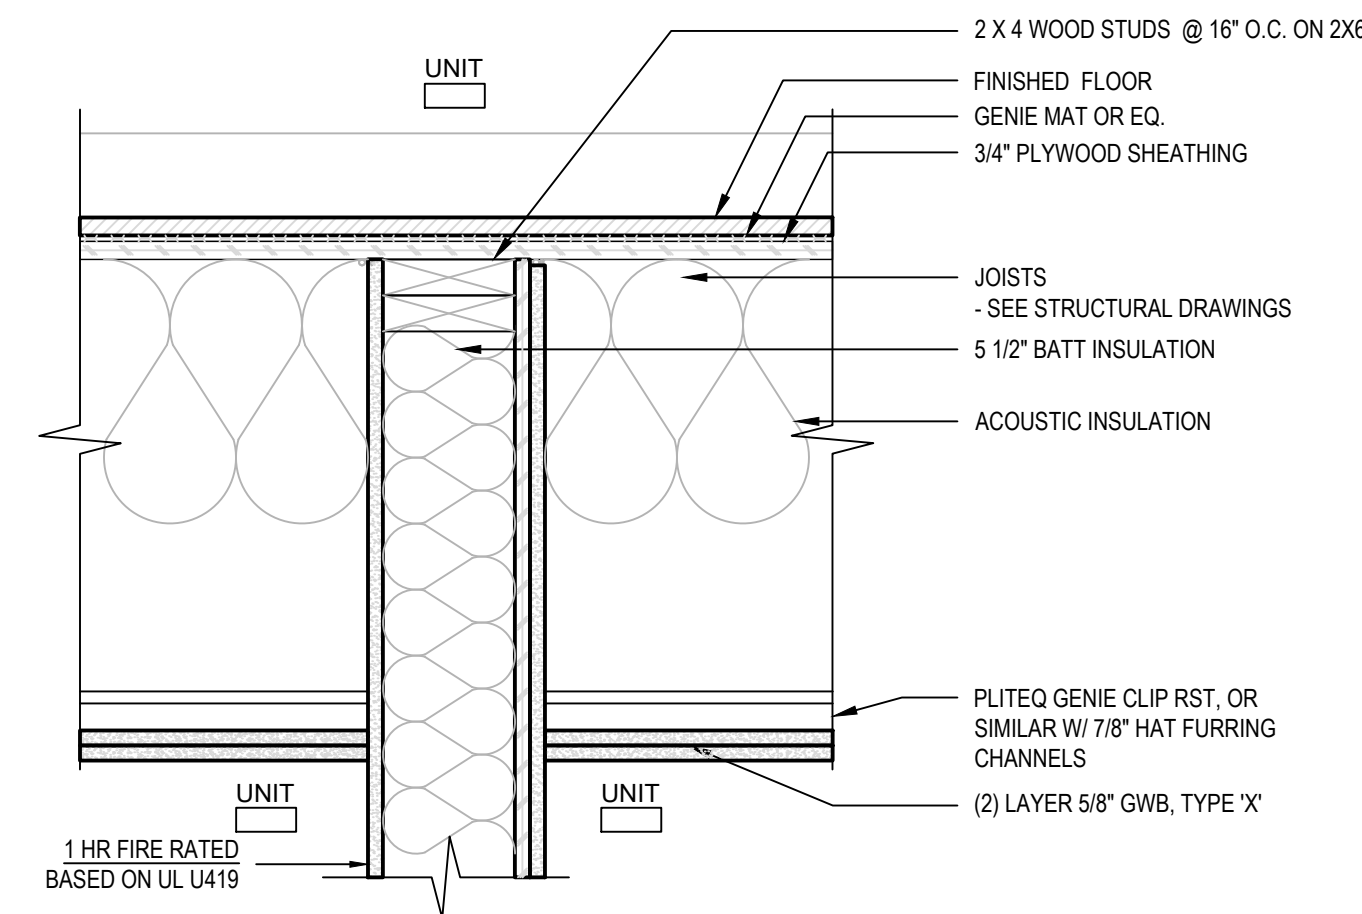 2 X 4 WOOD STUDS @ 16" O.C. ON 2X6
UNIT
FINISHED FLOOR
GENIE MAT OR EQ.
3/4" PLYWOOD SHEATHING
JOISTS
- SEE STRUCTURAL DRAWINGS
5 1/2" BATT INSULATION
ACOUSTIC INSULATION
PLITEQ GENIE CLIP RST, OR
SIMILAR W/ 7/8" HAT FURRING
CHANNELS
(2) LAYER 5/8" GWB, TYPE 'X'
UNIT
UNIT
1 HR FIRE RATED
BASED ON UL U419